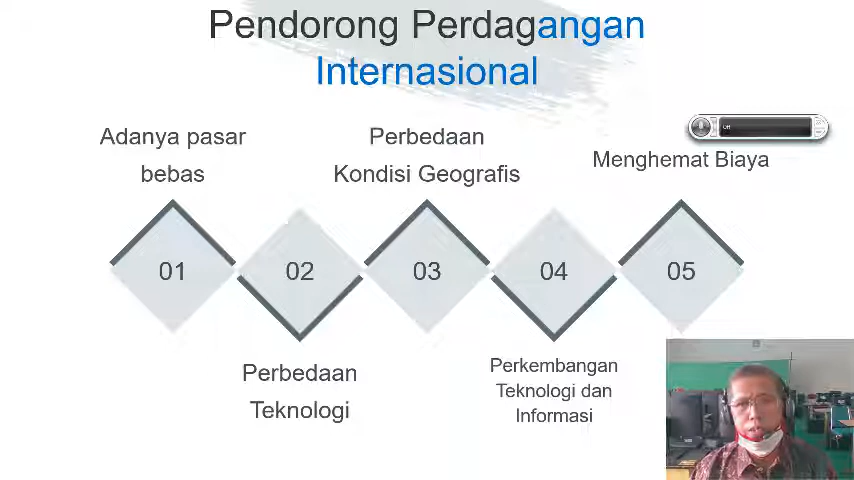 Pendorong Perdagangan
Internasional
Adanya pasar
bebas
Perbedaan
Kondisi Geografis
Menghemat Biaya
Off
01
02
03
04
05
Perbedaan
Teknologi
Perkembangan
Teknologi dan
Informasi